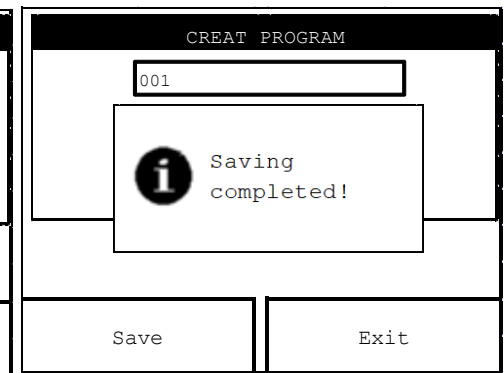 CREAT PROGRAM
001
Saving
completed!
Save
Exit